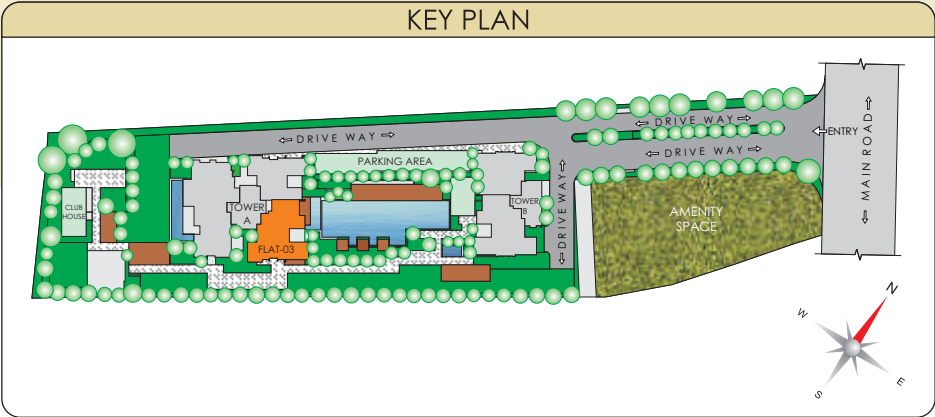 KEY PLAN
DRIVE WAY
ENTRY
DRIVE WAY
DRIVE WAY
MAIN ROAD
PARKING AREA
DRIVE WAY
CLUB
HOUSE
TOWER
A
TOWER
B
FLAT-03
AMENITY
SPACE
N
W
E
S